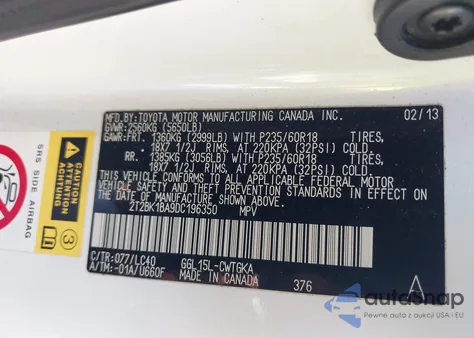 MFD.BY:TOYOTA MOTOR MANUFACTURING CANADA INC. 02/13
GVWR:2560KG (5650LB)
GAWR:FRT. 1360KG (2999LB) WITH P235/60R18 TIRES,
18X7 1/2J RIMS, AT 220KPA (32PSI) COLD.
RR. 1385KG (3056LB) WITH P235/60R18 TIRES,
18X7 1/2J RIMS, AT 220KPA (32PSI) COLD.
THIS VEHICLE CONFORMS TO ALL APPLICABLE FEDERAL MOTOR
VEHICLE SAFETY AND THEFT PREVENTION STANDARDS IN EFFECT
ON THE DATE OF MANUFACTURE SHOWN ABOVE.
2T2BK1BA9DC196350 MPV
C/TR:077/LC40 GGL15L-CWTGKA
A/TM:-01A/U660F MADE IN CANADA 376 A
SRS SIDE AIRBAG
CAUTION
ATTENTION
3
autoSnap
Pewne auta z aukcji USA i EU